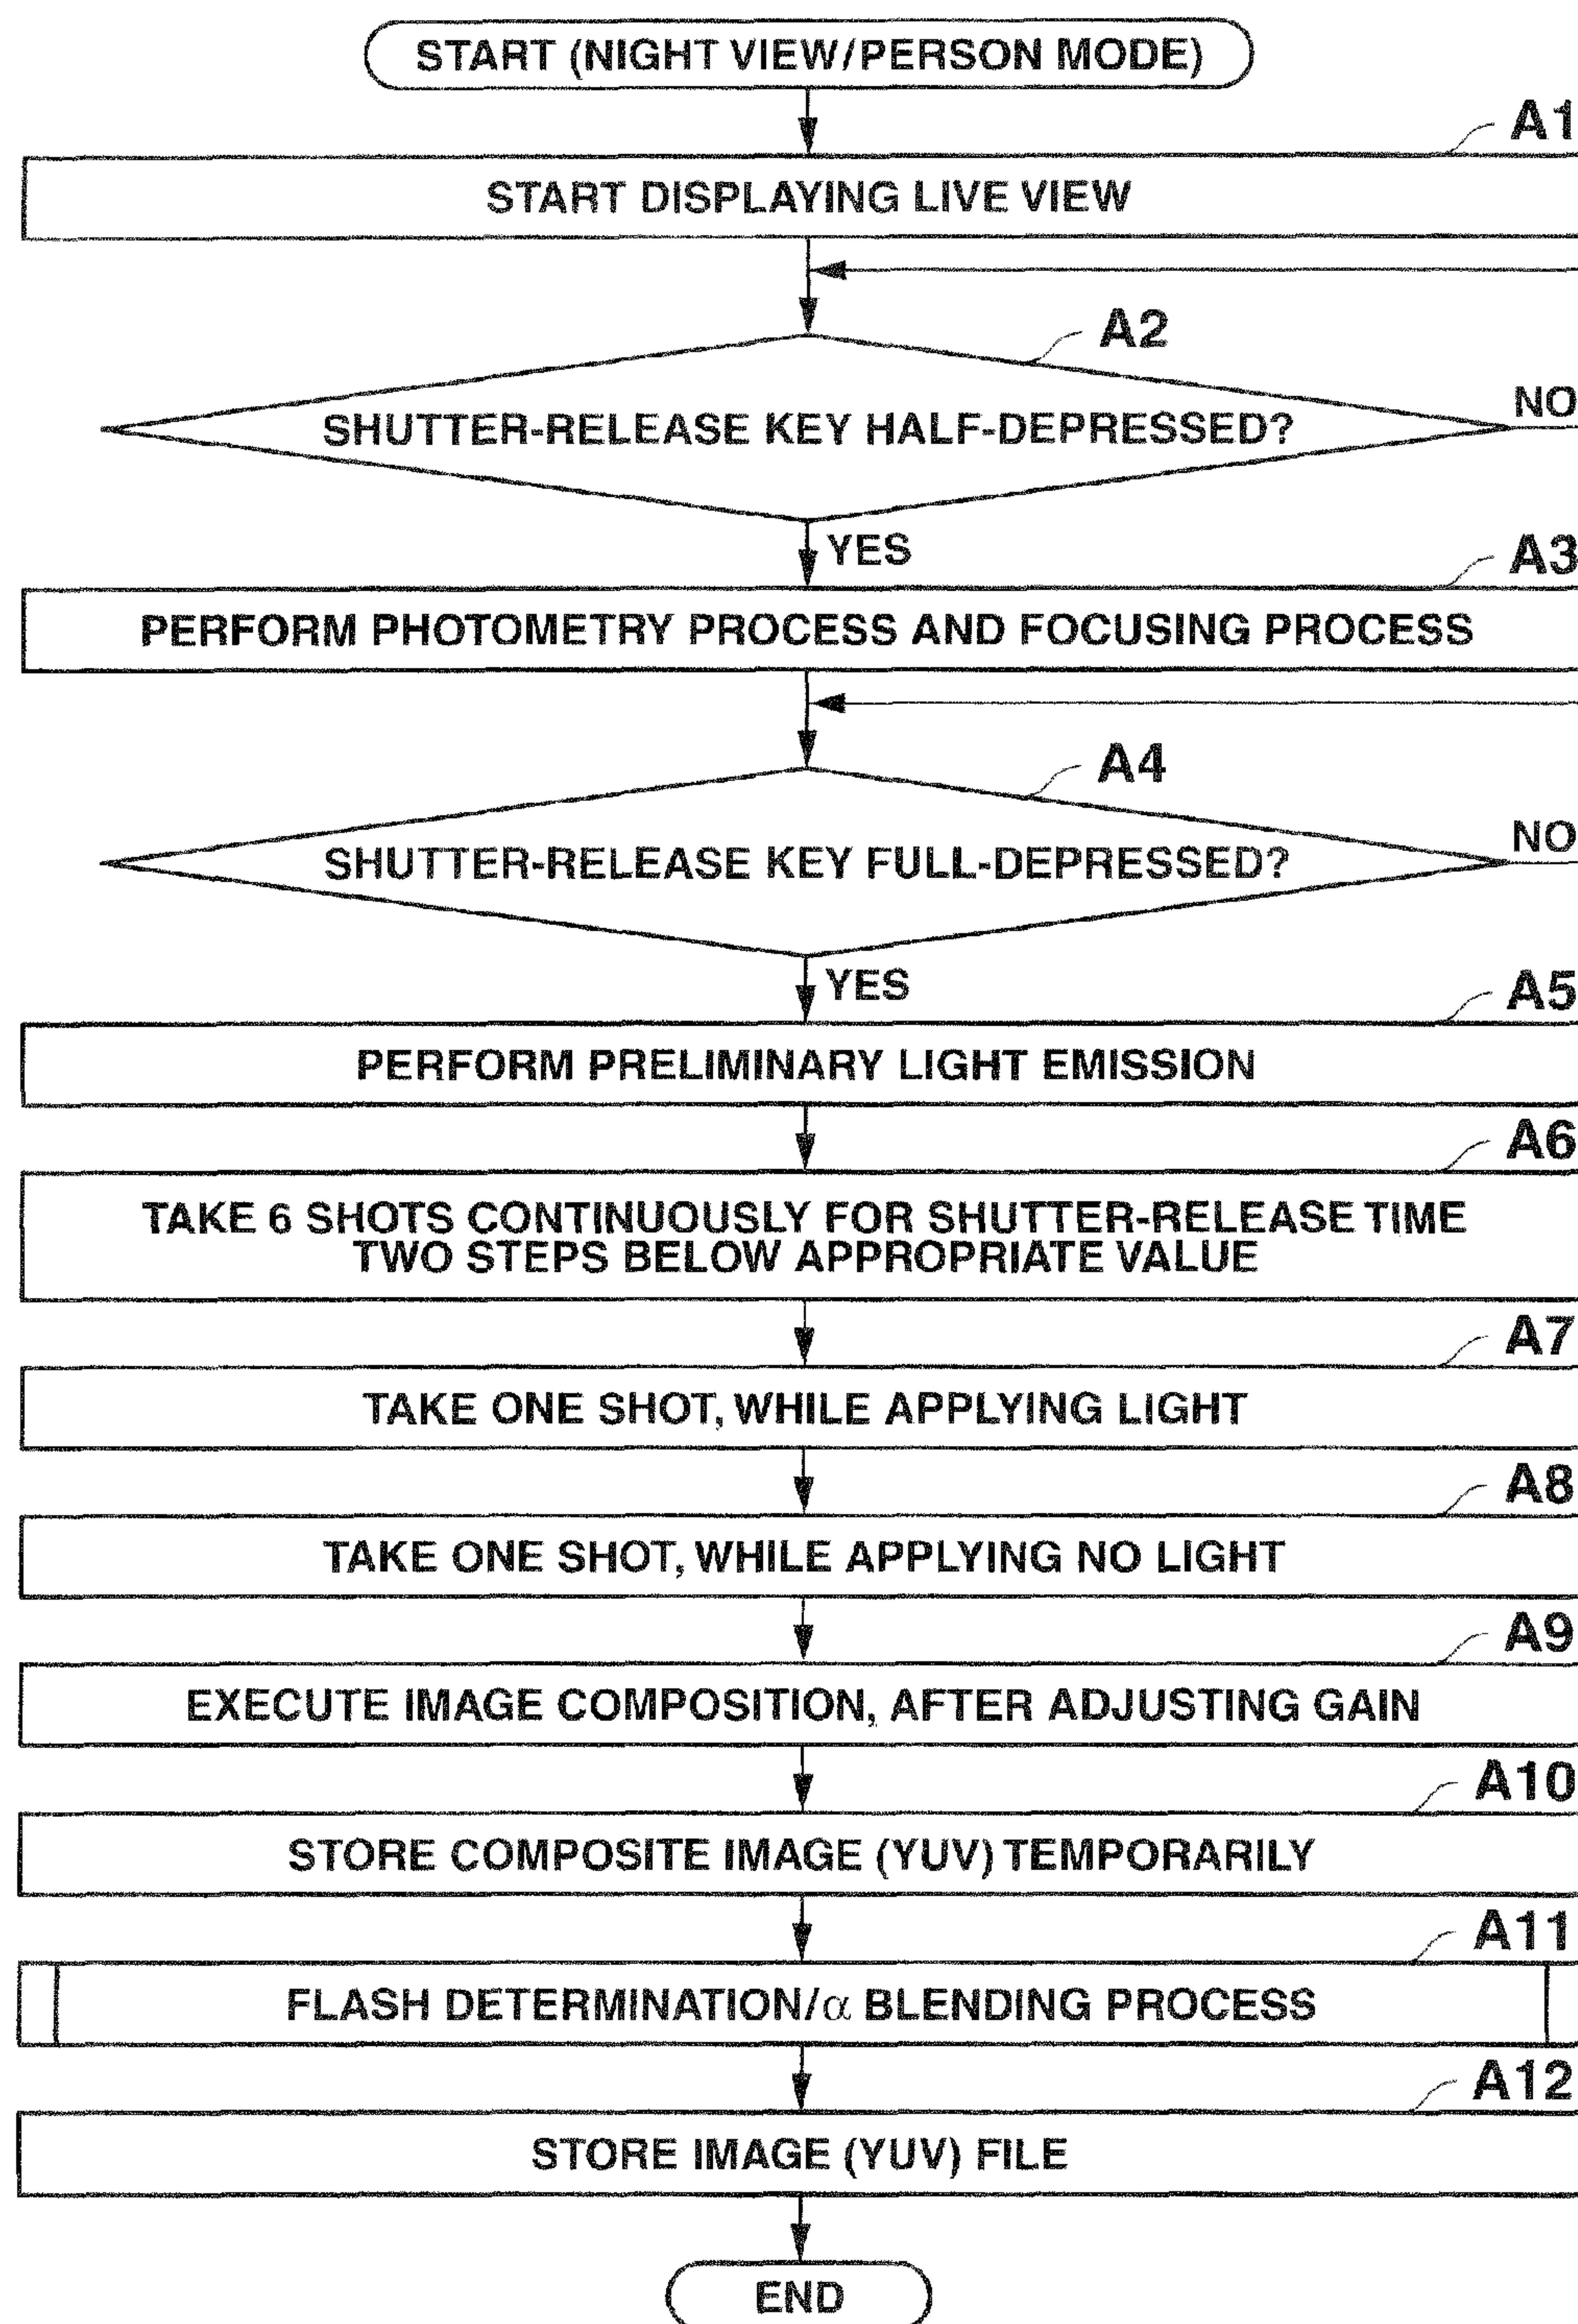 START (NIGHT VIEW/PERSON MODE)
A1
START DISPLAYING LIVE VIEW
A2
SHUTTER-RELEASE KEY HALF-DEPRESSED?
NO
YES
A3
PERFORM PHOTOMETRY PROCESS AND FOCUSING PROCESS
A4
SHUTTER-RELEASE KEY FULL-DEPRESSED?
NO
YES
A5
PERFORM PRELIMINARY LIGHT EMISSION
A6
TAKE 6 SHOTS CONTINUOUSLY FOR SHUTTER-RELEASE TIME
TWO STEPS BELOW APPROPRIATE VALUE
A7
TAKE ONE SHOT, WHILE APPLYING LIGHT
A8
TAKE ONE SHOT, WHILE APPLYING NO LIGHT
A9
EXECUTE IMAGE COMPOSITION, AFTER ADJUSTING GAIN
A10
STORE COMPOSITE IMAGE (YUV) TEMPORARILY
A11
FLASH DETERMINATION/α BLENDING PROCESS
A12
STORE IMAGE (YUV) FILE
END